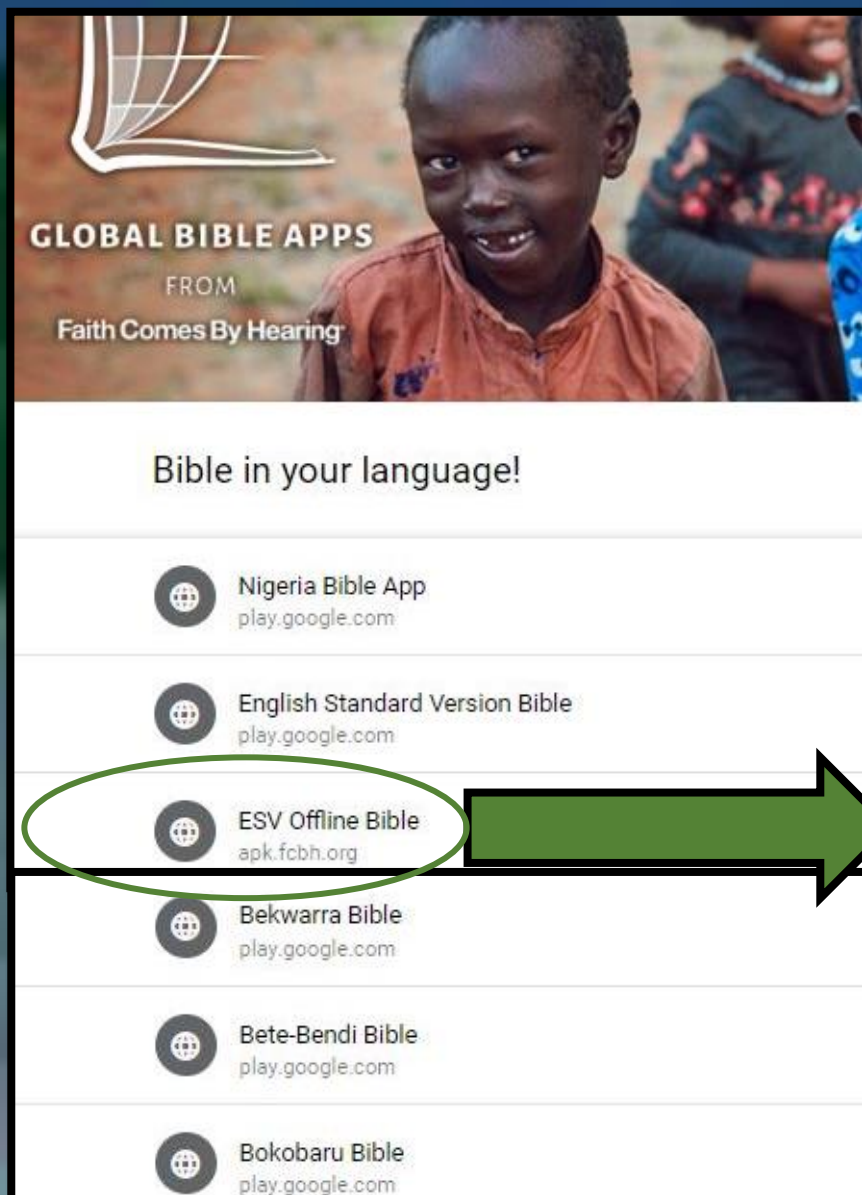 GLOBAL BIBLE APPS
FROM
Faith Comes By Hearing
Bible in your language!
Nigeria Bible App
play.google.com
English Standard Version Bible
play.google.com
ESV Offline Bible
apk.fcbh.org
Bekwarra Bible
play.google.com
Bete-Bendi Bible
play.google.com
Bokobaru Bible
play.google.com